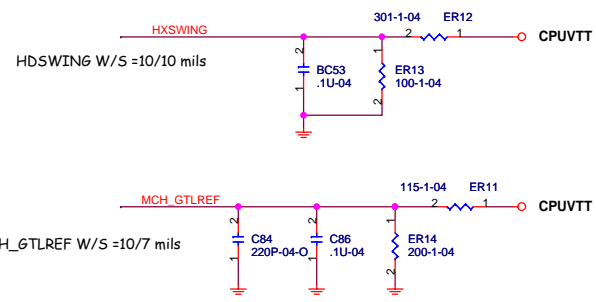 301-1-04 ER12
HXSWING
2 1 CPUVTT
HDSWING W/S =10/10 mils
2 1
BC53 ER13
.1U-04 100-1-04
1 2
115-1-04 ER11
MCH_GTLREF
2 1 CPUVTT
H_GTLREF W/S =10/7 mils
2 2 1
C84 C86 ER14
220P-04-O .1U-04 200-1-04
1 1 2